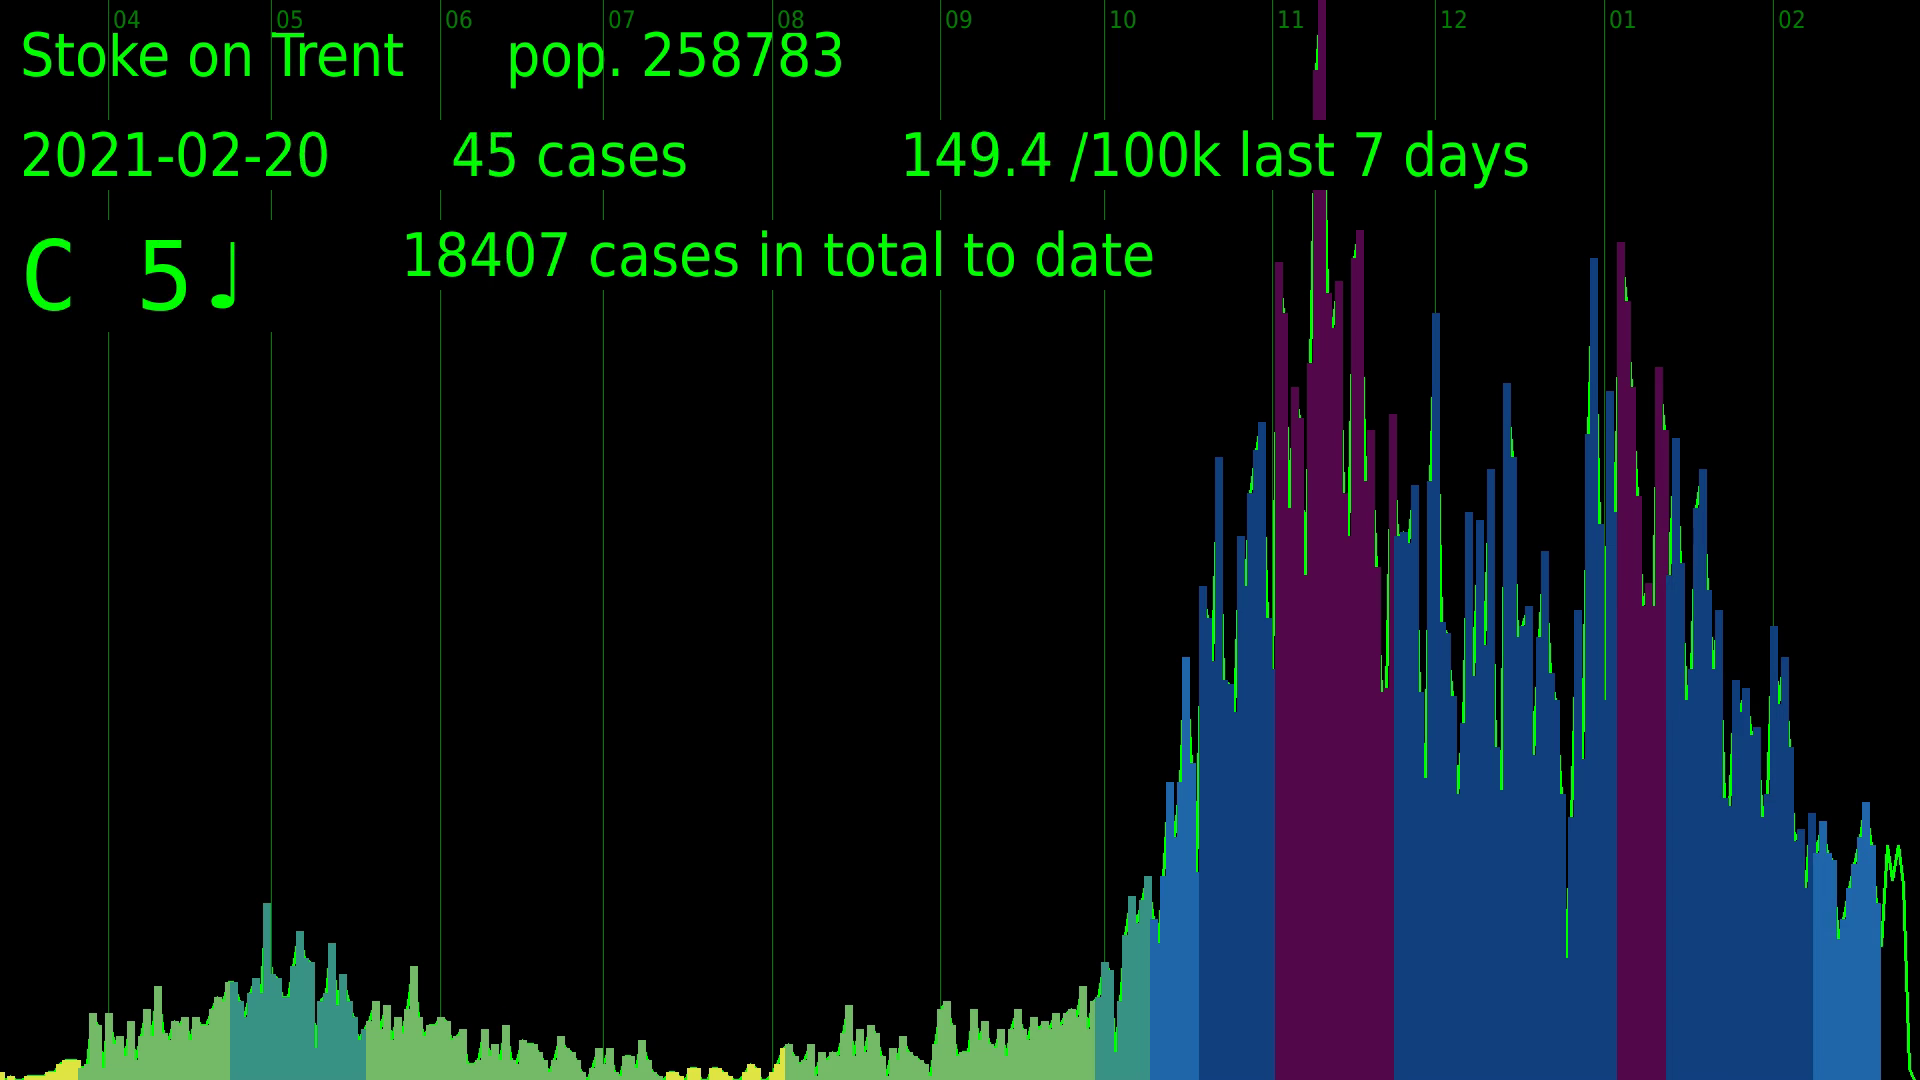 04 05 06 07 08 09 10 11 12 01 02
Stoke on Trent pop. 258783
2021-02-20 45 cases 149.4 /100k last 7 days
C 5♩ 18407 cases in total to date